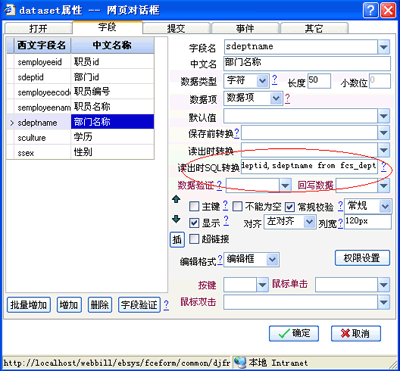 dataset属性 -- 网页对话框
打开 字段 提交 事件 其它
西文字段名 中文名称
semployeeid 职员id
sdeptid 部门id
semployeecode 职员编号
semployeenam 职员名称
sdeptname 部门名称
sculture 学历
ssex 性别
字段名 sdeptname
中文名 部门名称
数据类型 字符 ? 长度 50 小数位 0
数据项 数据项 ?
默认值
保存前转换 ?
读出时转换
读出时SQL转换 deptid,sdeptname from fcs_dept ?
数据验证 ? 回写数据
主键 ? 不能为空 常规校验 ? 常规
显示 ? 对齐 左对齐 列宽 ? 120px
插 超链接
编辑格式 ? 编辑框 权限设置
按键 鼠标单击
鼠标双击
批量增加 增加 删除 字段验证 ?
确定 取消
http://localhost/webbill/ebsys/fceform/common/djfr 本地 Intranet